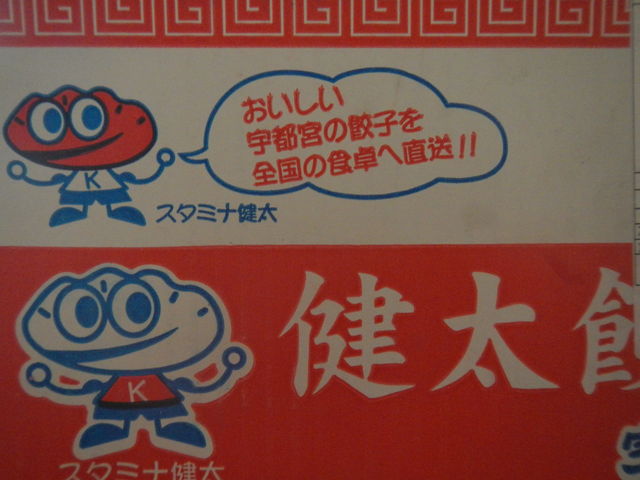 おいしい
宇都宮の餃子を
全国の食卓へ直送!!
K
スタミナ健太
健太餃
K
スタミナ健太